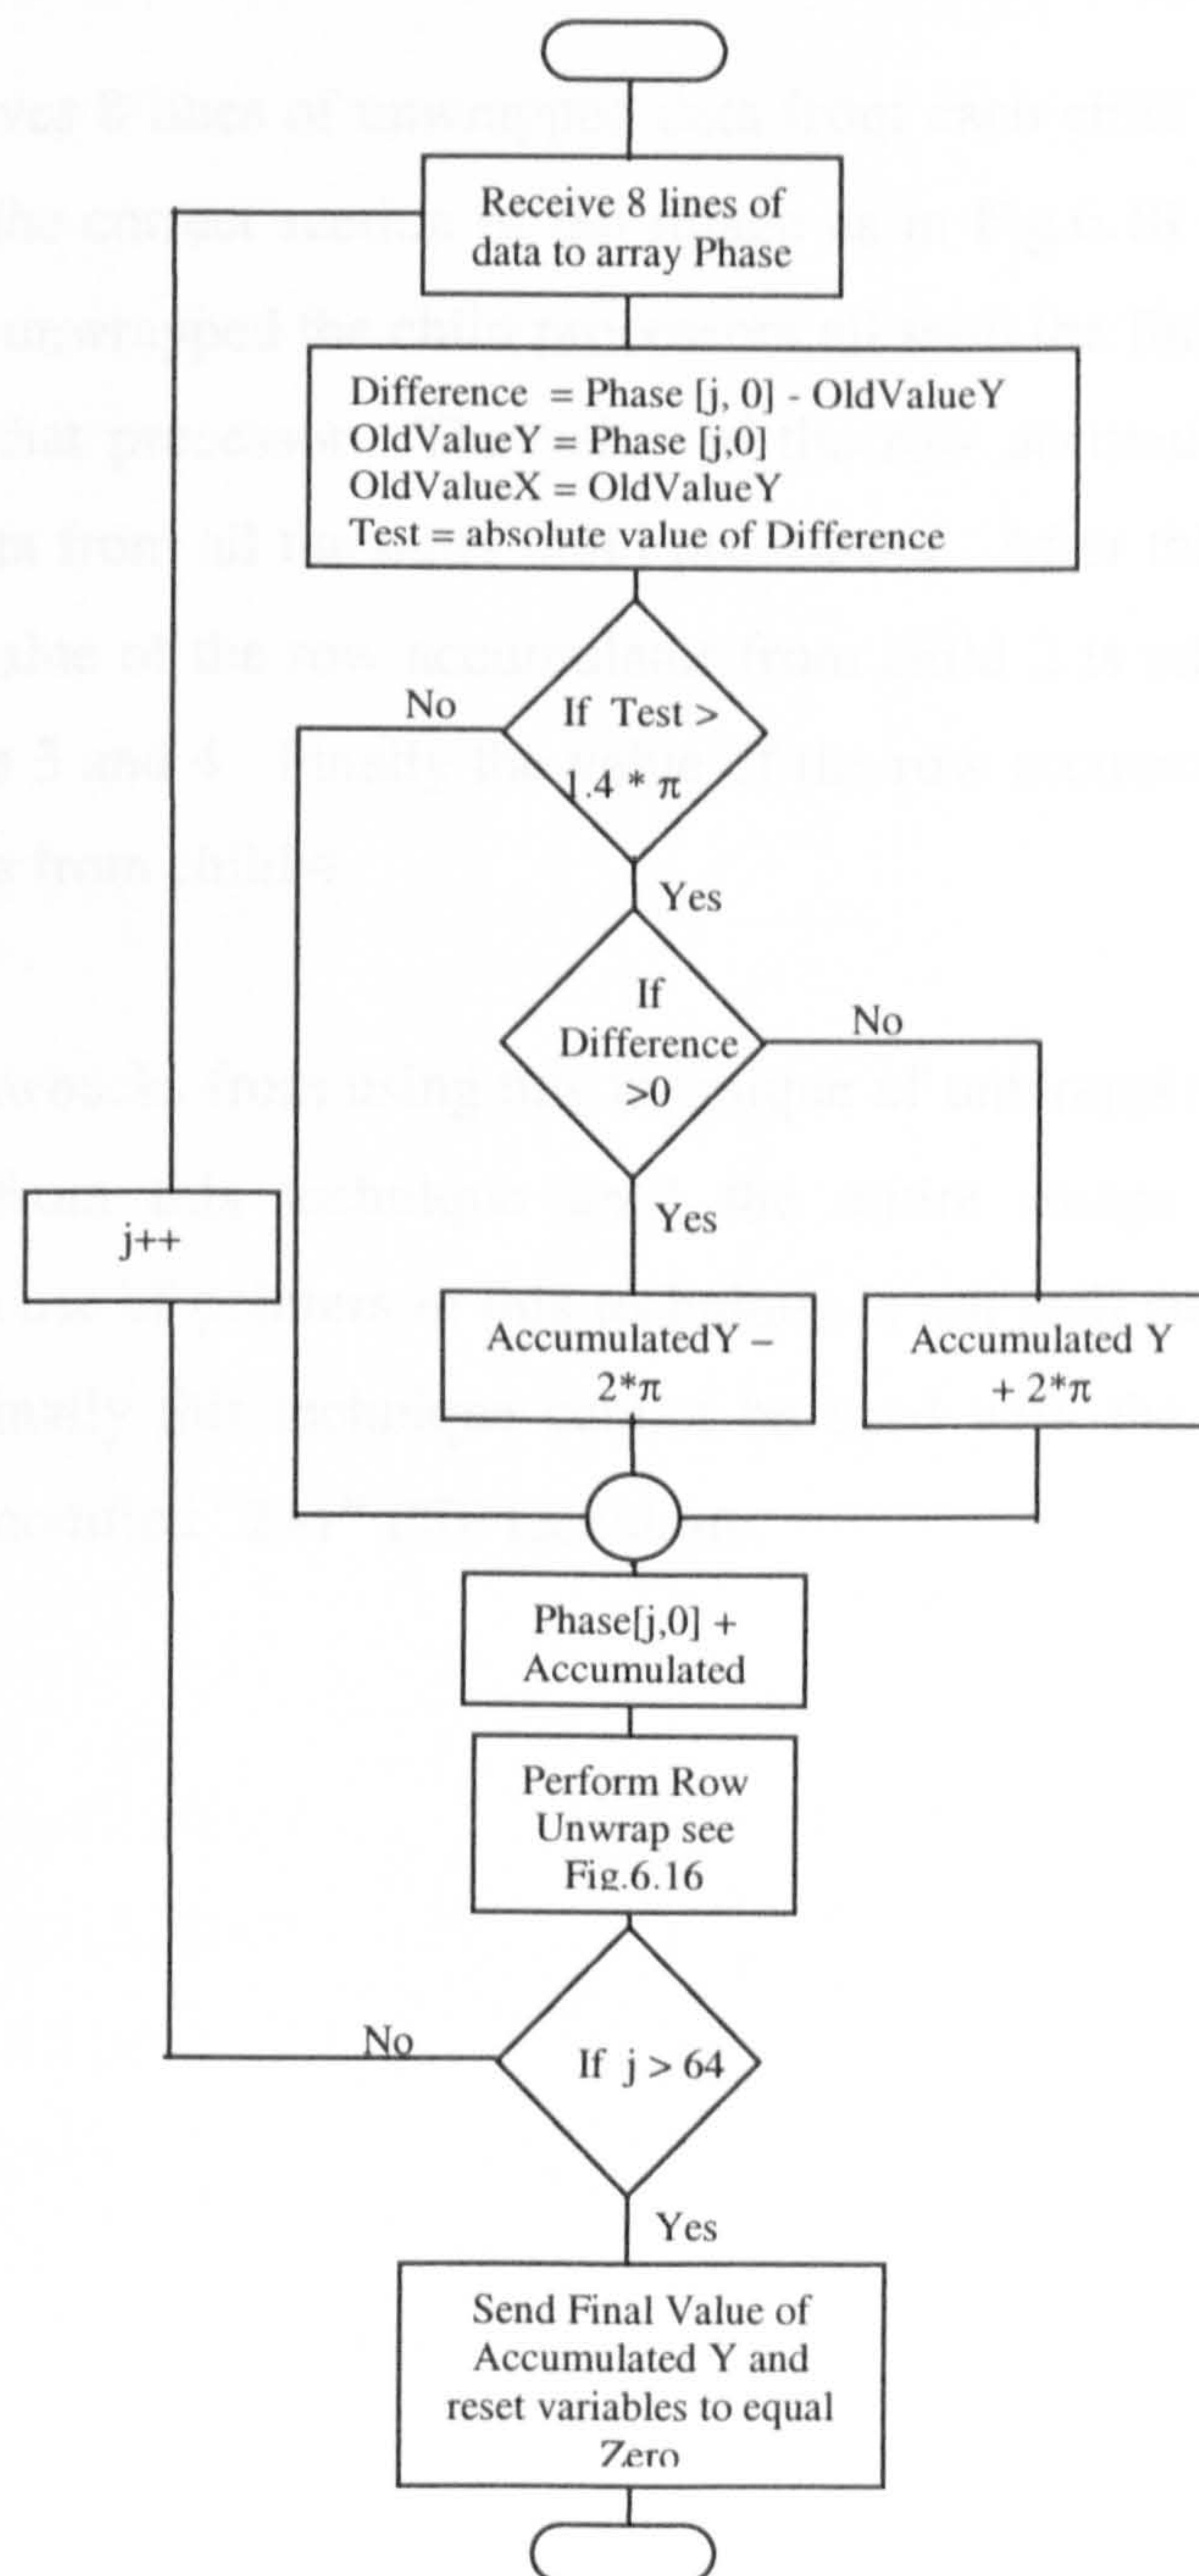 Receive 8 lines of
data to array Phase
Difference = Phase [j, 0] - OldValueY
OldValueY = Phase [j,0]
OldValueX = OldValueY
Test = absolute value of Difference
No
If Test >
1.4 * π
Yes
If
Difference
>0
No
Yes
j++
AccumulatedY –
2*π
Accumulated Y
+ 2*π
Phase[j,0] +
Accumulated
Perform Row
Unwrap see
Fig.6.16
No
If j > 64
Yes
Send Final Value of
Accumulated Y and
reset variables to equal
Zero